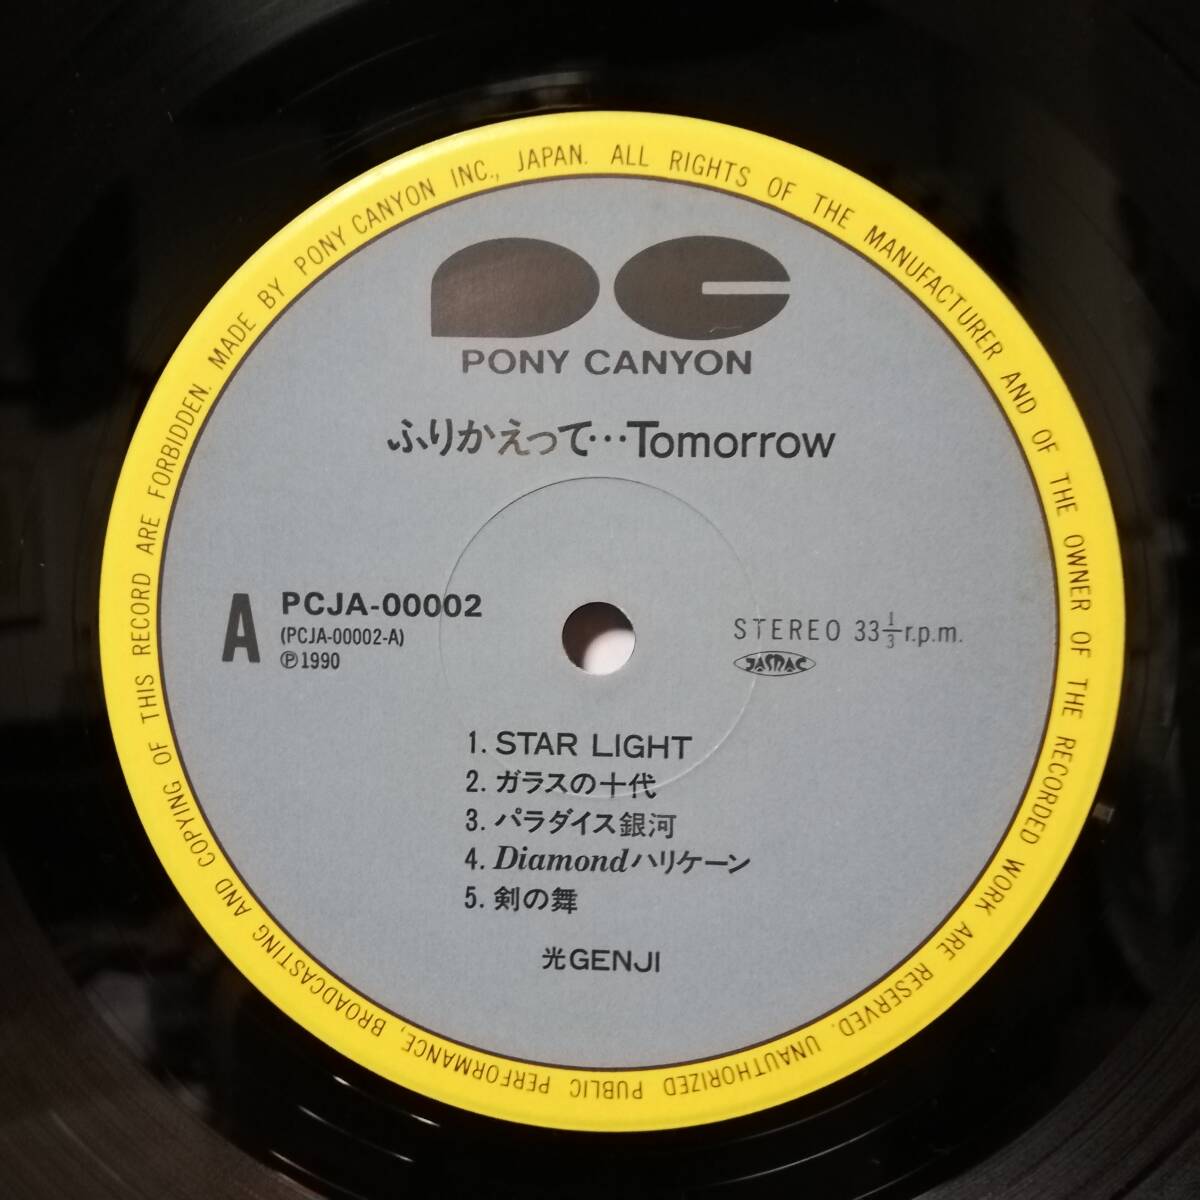 ALL RIGHTS OF THE MANUFACTURER AND OF THE OWNER OF THE RECORDED WORK ARE RESERVED. UNAUTHORIZED PUBLIC PERFORMANCE, BROADCASTING AND COPYING OF THIS RECORD ARE FORBIDDEN. MADE BY PONY CANYON INC., JAPAN.
PONY CANYON
ふりかえって…Tomorrow
A
PCJA-00002
(PCJA-00002-A)
℗1990
STEREO 33 1/3 r.p.m.
JASRAC
1. STAR LIGHT
2. ガラスの十代
3. パラダイス銀河
4. Diamondハリケーン
5. 剣の舞
光GENJI